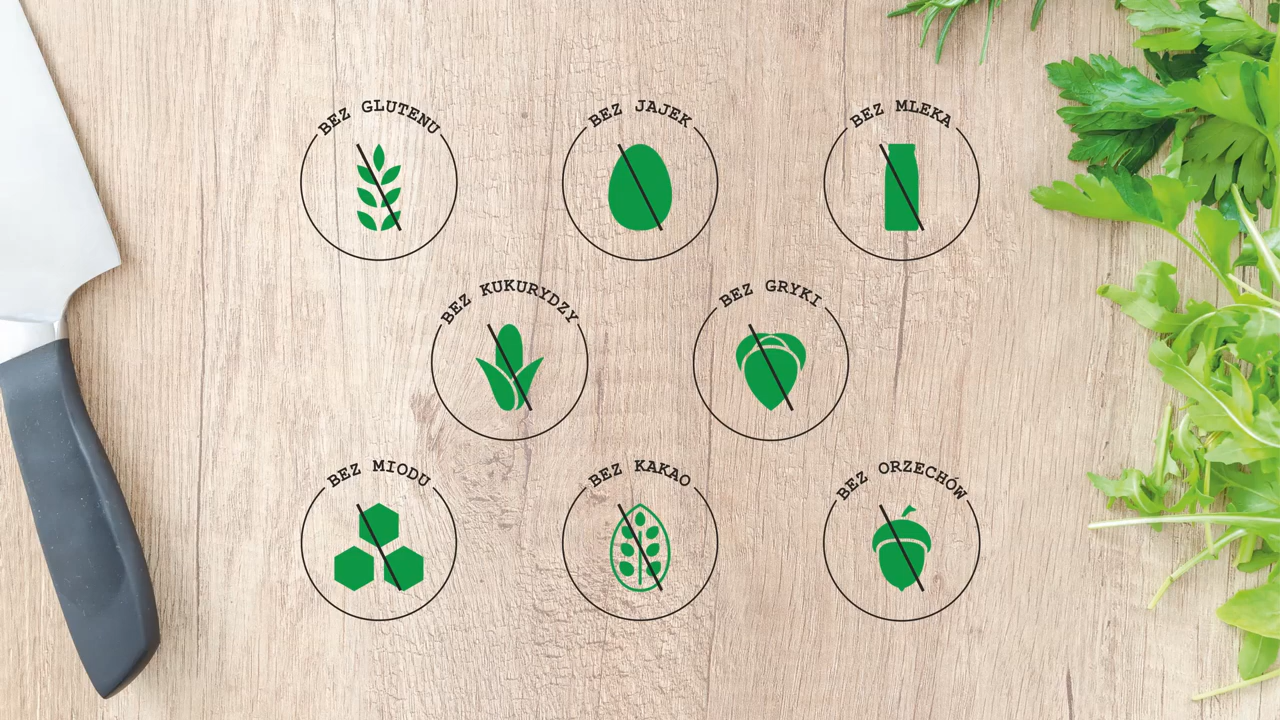 BEZ GLUTENU
BEZ JAJEK
BEZ MLEKA
BEZ KUKURYDZY
BEZ GRYKI
BEZ MIODU
BEZ KAKAO
BEZ ORZECHÓW